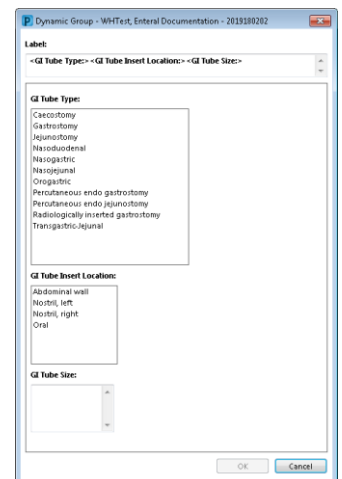 Dynamic Group - WHTest, Enteral Documentation - 2019180202
Label:
<GI Tube Type:> <GI Tube Insert Location:> <GI Tube Size:>
GI Tube Type:
Caecostomy
Gastrostomy
Jejunostomy
Nasoduodenal
Nasogastric
Nasojejunal
Orogastric
Percutaneous endo gastrostomy
Percutaneous endo jejunostomy
Radiologically inserted gastrostomy
Transgastric-Jejunal
GI Tube Insert Location:
Abdominal wall
Nostril, left
Nostril, right
Oral
GI Tube Size:
OK Cancel